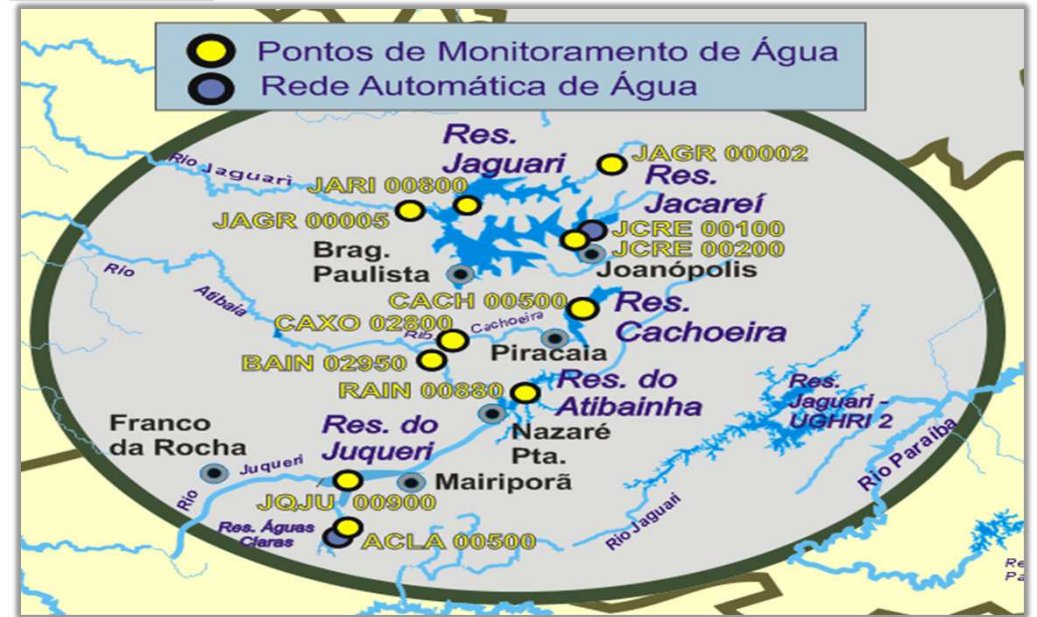 Pontos de Monitoramento de Água
Rede Automática de Água
Res.
Jaguari
JAGR 00002
Rio Jaguari
JARI 00800
Res.
Jacareí
JAGR 00005
JCRE 00100
JCRE 00200
Brag.
Paulista
Joanópolis
Rio
Atibaia
CACH 00500
Res.
Cachoeira
CAXO 02800
Rib.
Cachoeira
Piracaia
BAIN 02950
RAIN 00880
Res. do
Atibainha
Res.
Jaguari -
UGHRI 2
Franco
da Rocha
Res. do
Juqueri
Nazaré
Pta.
Rio Paraíba
Rio
Juqueri
Mairiporã
JQJU 00900
Res. Águas
Claras
ACLA 00500
Rio Jaguari